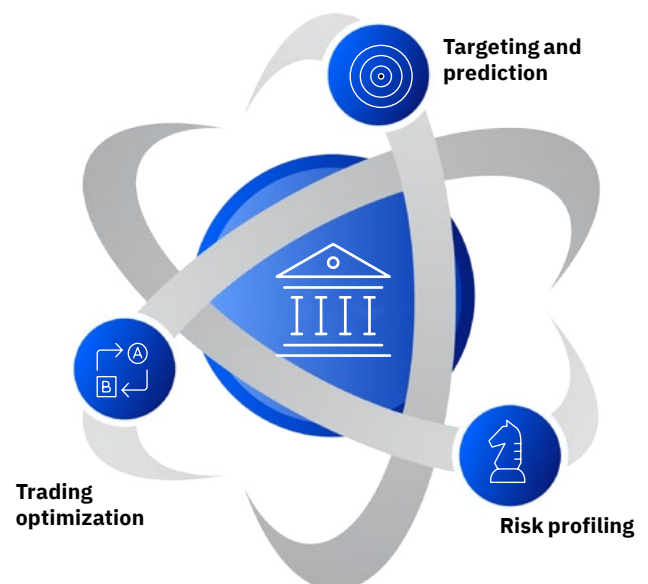 Targeting and
prediction
A
B
Trading
optimization
Risk profiling